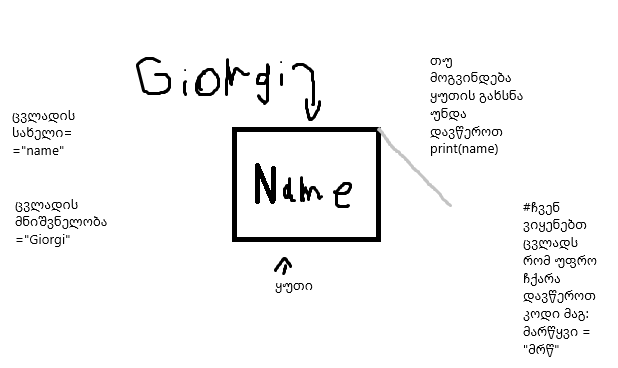 Giorgi
ცვლადის
სახელი=
="name"
ცვლადის
მნიშვნელობა
="Giorgi"
Name
ყუთი
თუ
მოგვინდება
ყუთის გახსნა
უნდა
დავწეროთ
print(name)
#ჩვენ
ვიყენებთ
ცვლადს
რომ უფრო
ჩქარა
დავწეროთ
კოდი მაგ:
მარწყვი =
"მრწ"